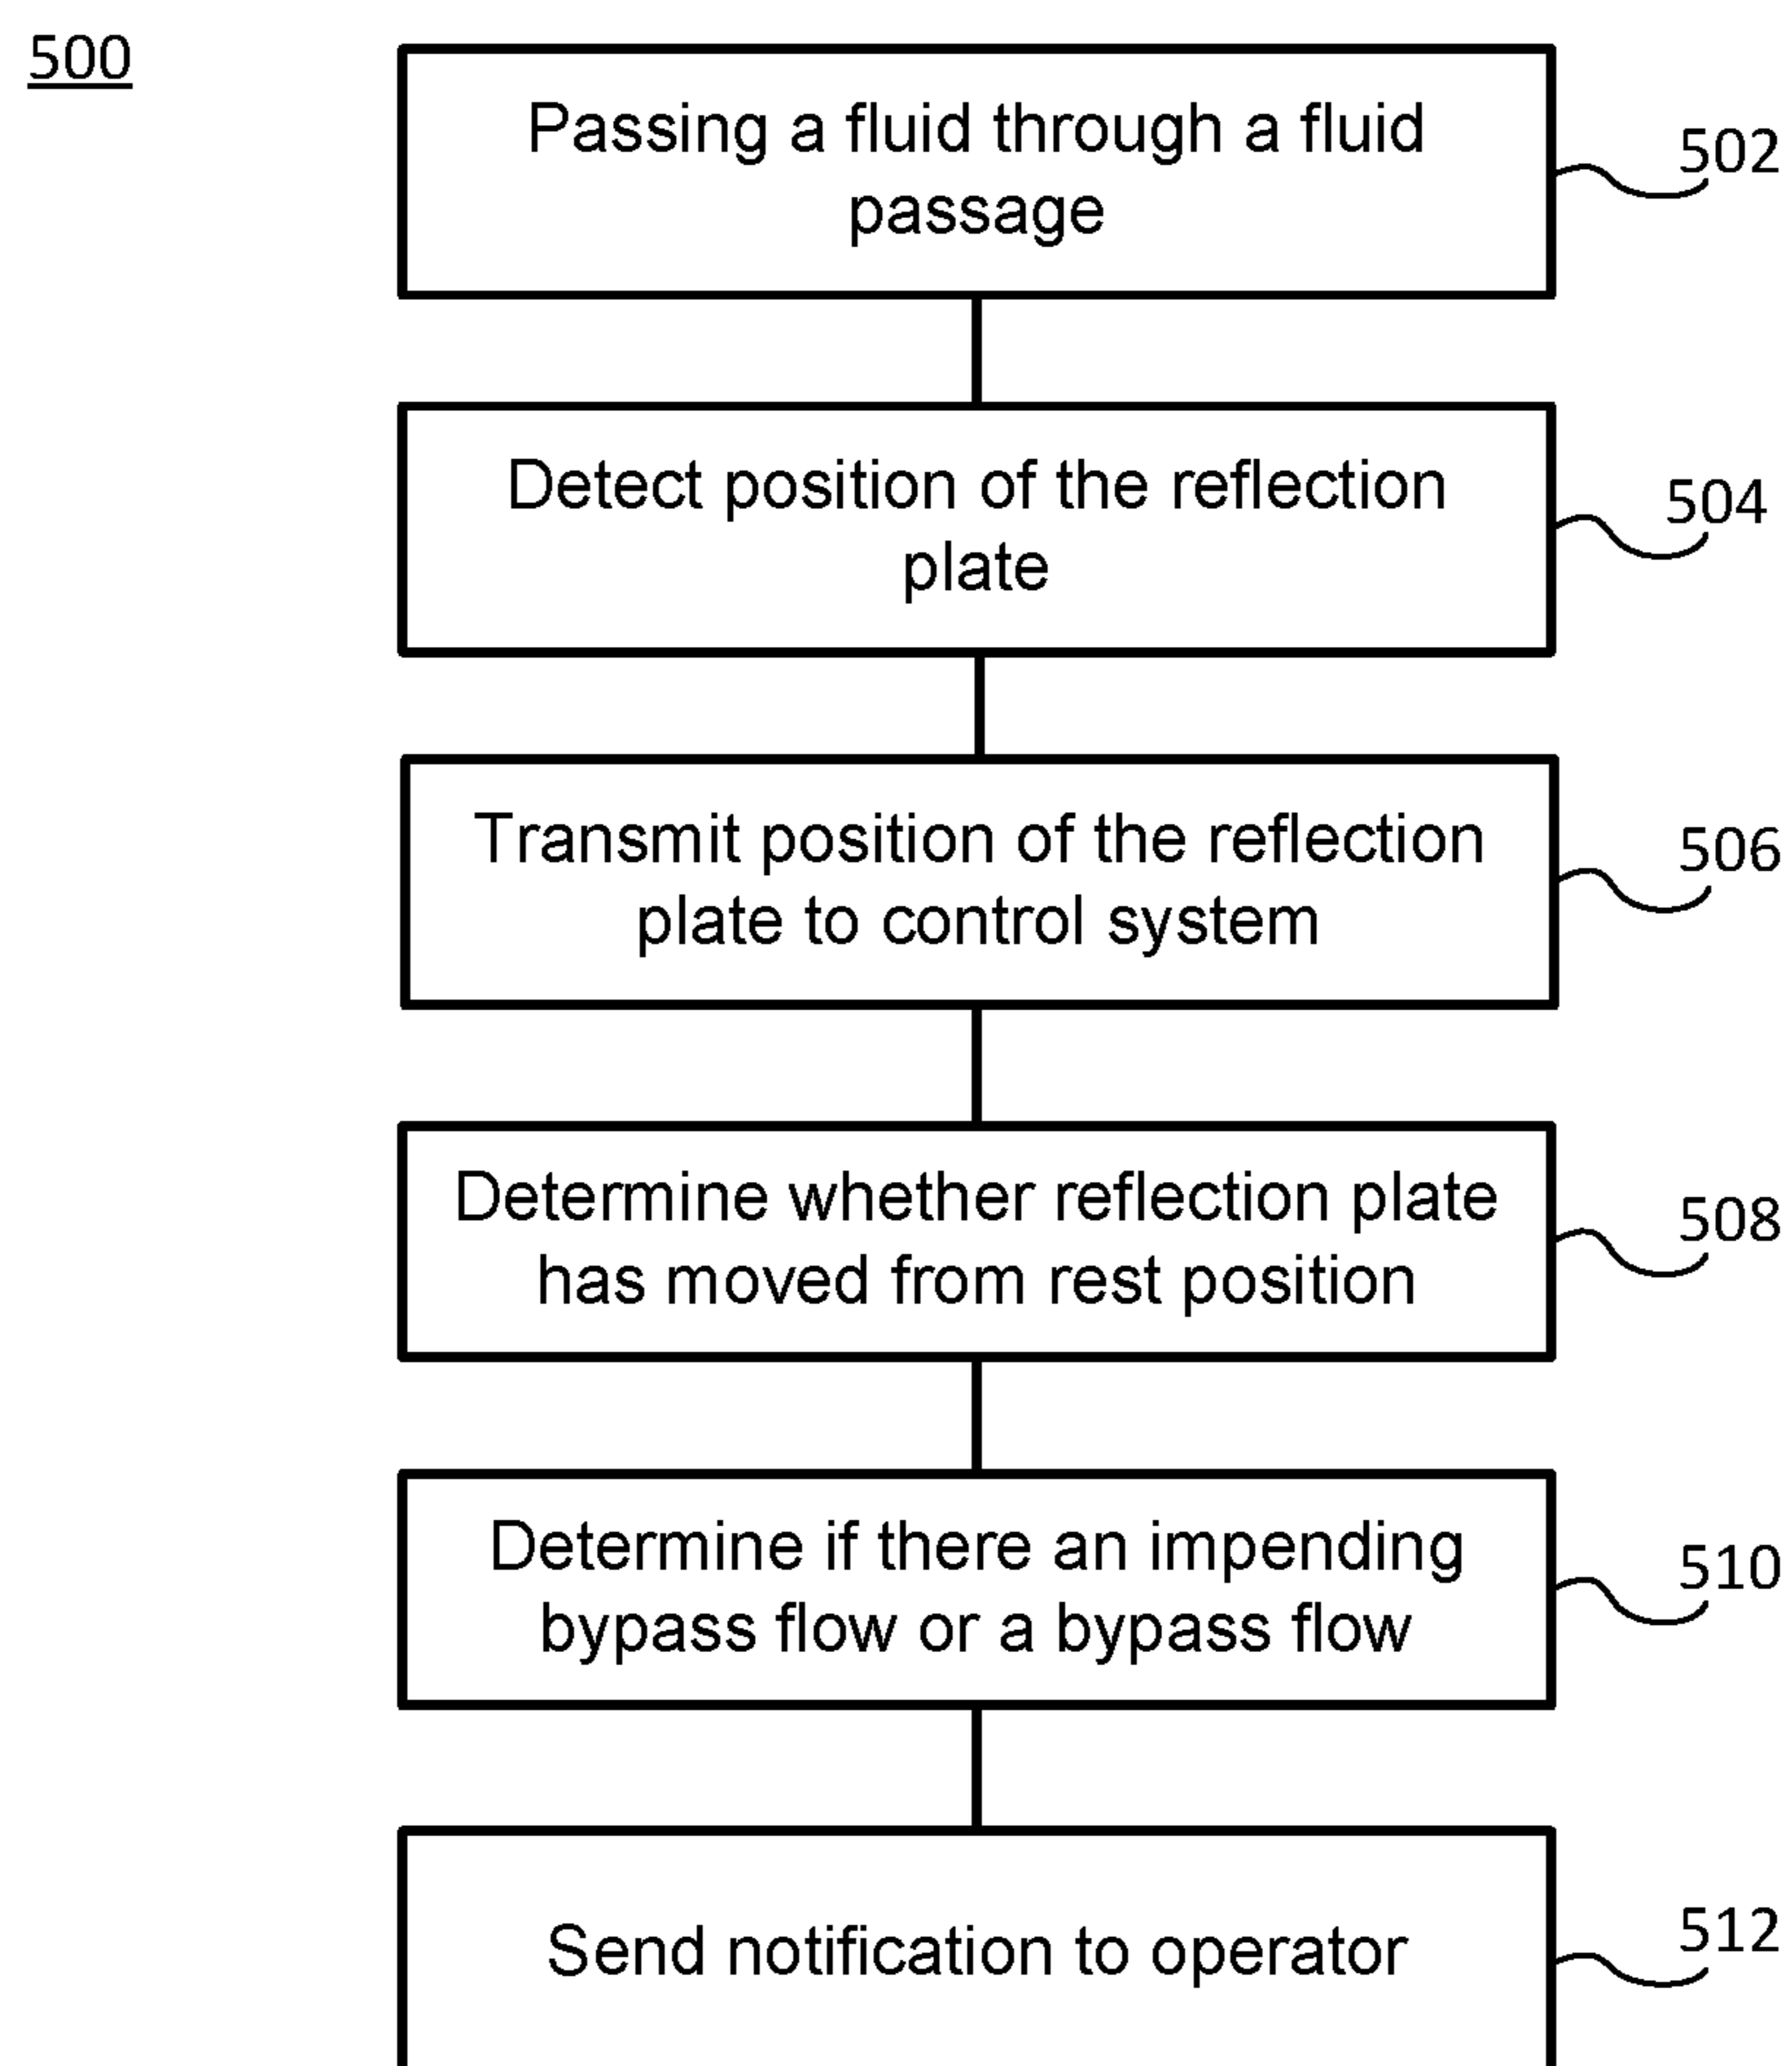 500
Passing a fluid through a fluid
passage
502
Detect position of the reflection
plate
504
Transmit position of the reflection
plate to control system
506
Determine whether reflection plate
has moved from rest position
508
Determine if there an impending
bypass flow or a bypass flow
510
Send notification to operator
512